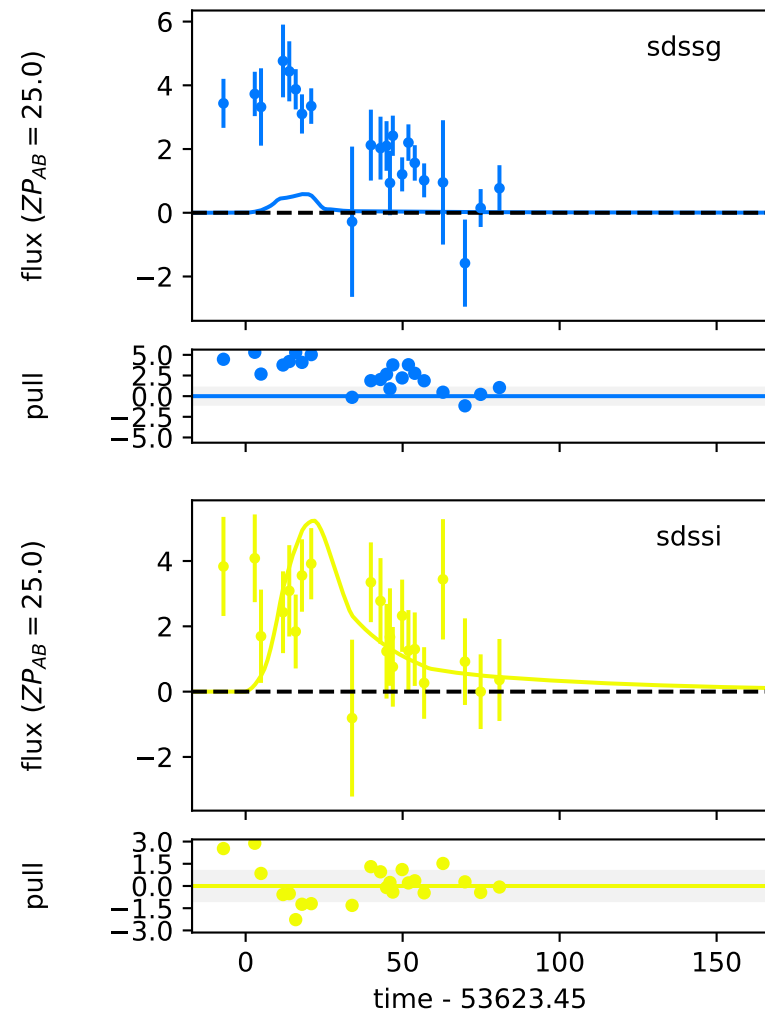 6
sdssg
4
2
0
−2
flux (ZP_AB = 25.0)
5.0
2.5
0.0
−2.5
−5.0
pull
sdssi
4
2
0
−2
flux (ZP_AB = 25.0)
3.0
1.5
0.0
−1.5
−3.0
pull
0 50 100 150
time - 53623.45